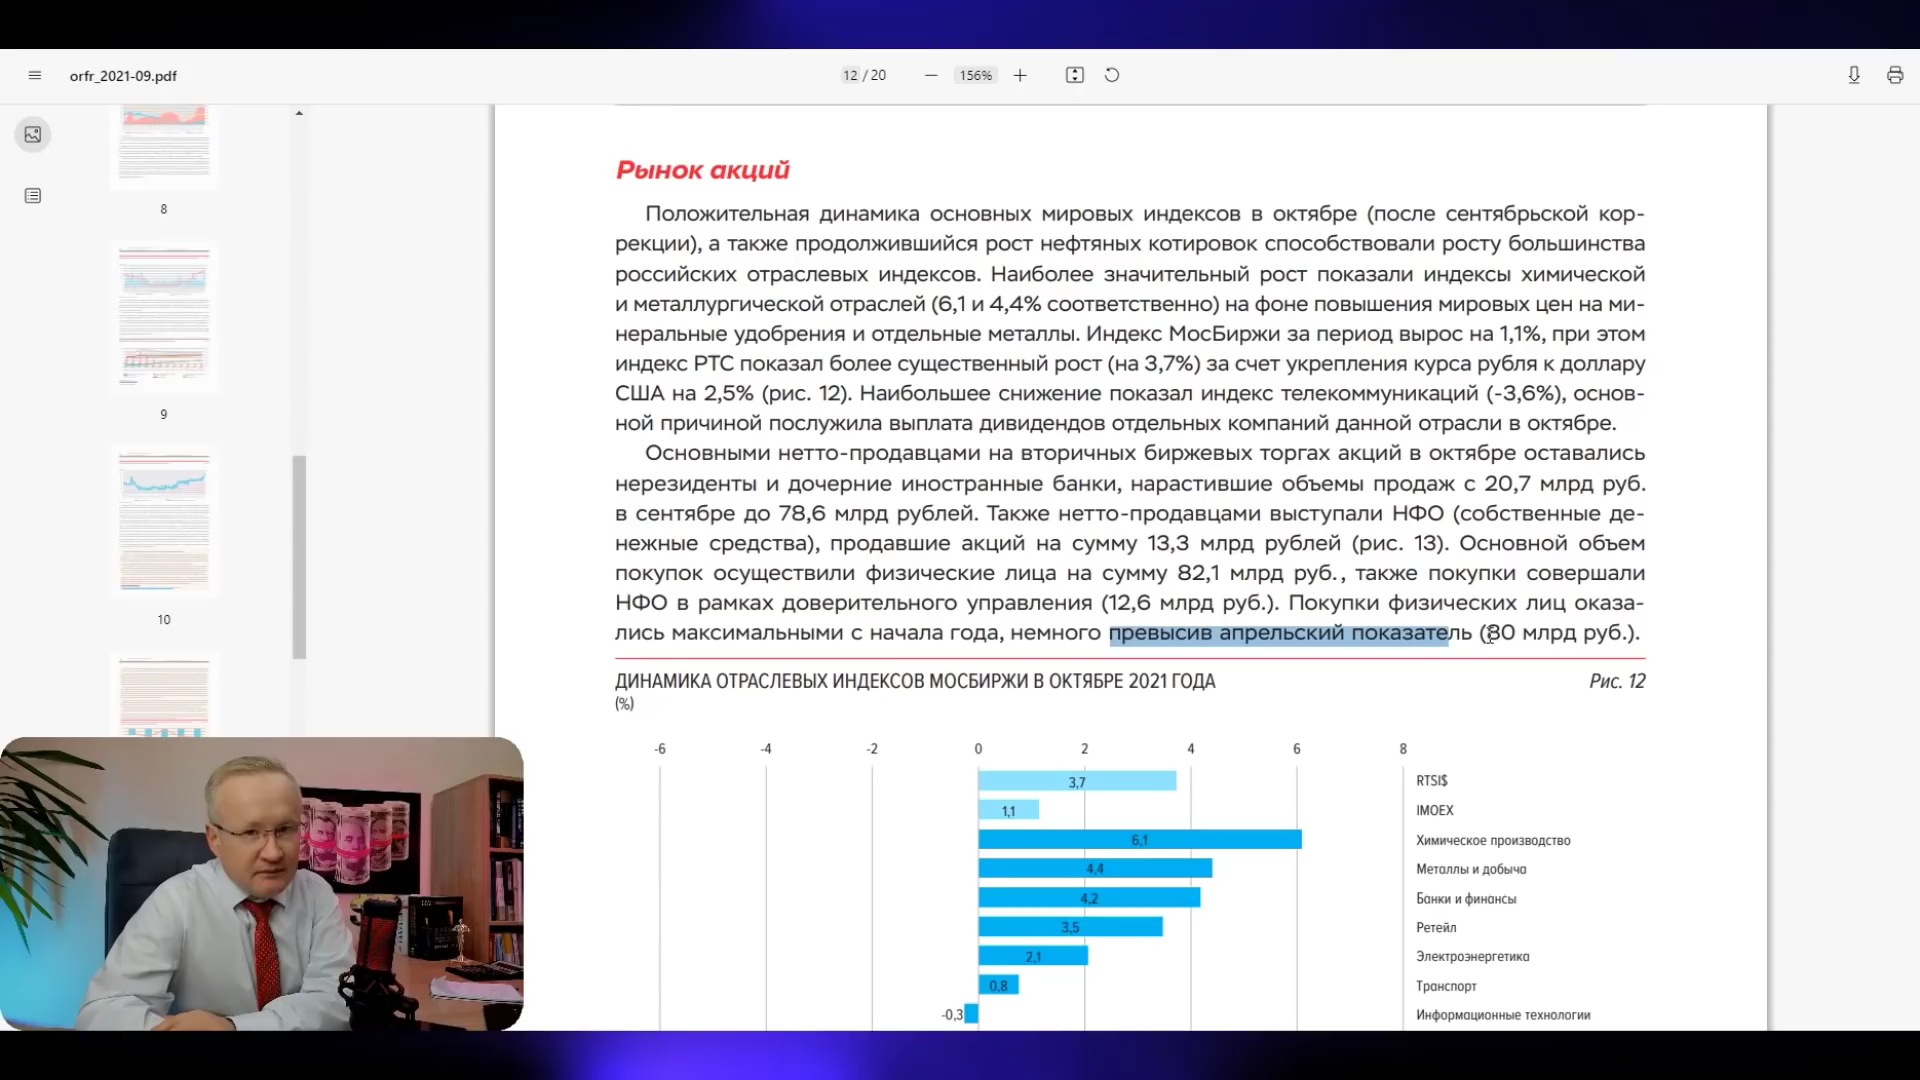 orfr_2021-09.pdf
12 / 20
156%
8
9
10
Рынок акций
Положительная динамика основных мировых индексов в октябре (после сентябрьской кор-
рекции), а также продолжившийся рост нефтяных котировок способствовали росту большинства
российских отраслевых индексов. Наиболее значительный рост показали индексы химической
и металлургической отраслей (6,1 и 4,4% соответственно) на фоне повышения мировых цен на ми-
неральные удобрения и отдельные металлы. Индекс МосБиржи за период вырос на 1,1%, при этом
индекс РТС показал более существенный рост (на 3,7%) за счет укрепления курса рубля к доллару
США на 2,5% (рис. 12). Наибольшее снижение показал индекс телекоммуникаций (-3,6%), основ-
ной причиной послужила выплата дивидендов отдельных компаний данной отрасли в октябре.
Основными нетто-продавцами на вторичных биржевых торгах акций в октябре оставались
нерезиденты и дочерние иностранные банки, нарастившие объемы продаж с 20,7 млрд руб.
в сентябре до 78,6 млрд рублей. Также нетто-продавцами выступали НФО (собственные де-
нежные средства), продавшие акций на сумму 13,3 млрд рублей (рис. 13). Основной объем
покупок осуществили физические лица на сумму 82,1 млрд руб., также покупки совершали
НФО в рамках доверительного управления (12,6 млрд руб.). Покупки физических лиц оказа-
лись максимальными с начала года, немного превысив апрельский показатель (80 млрд руб.).
ДИНАМИКА ОТРАСЛЕВЫХ ИНДЕКСОВ МОСБИРЖИ В ОКТЯБРЕ 2021 ГОДА
Рис. 12
(%)
-6 -4 -2 0 2 4 6 8
3,7 RTSI$
1,1 IMOEX
6,1 Химическое производство
4,4 Металлы и добыча
4,2 Банки и финансы
3,5 Ретейл
2,1 Электроэнергетика
0,8 Транспорт
-0,3 Информационные технологии